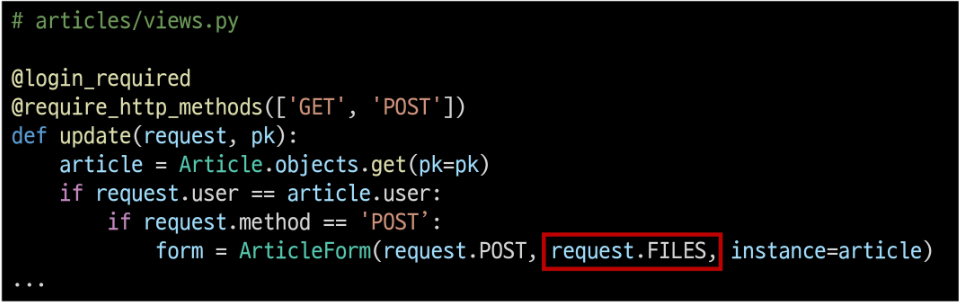 # articles/views.py
@login_required
@require_http_methods(['GET', 'POST'])
def update(request, pk):
    article = Article.objects.get(pk=pk)
    if request.user == article.user:
        if request.method == 'POST’:
            form = ArticleForm(request.POST, request.FILES, instance=article)
...